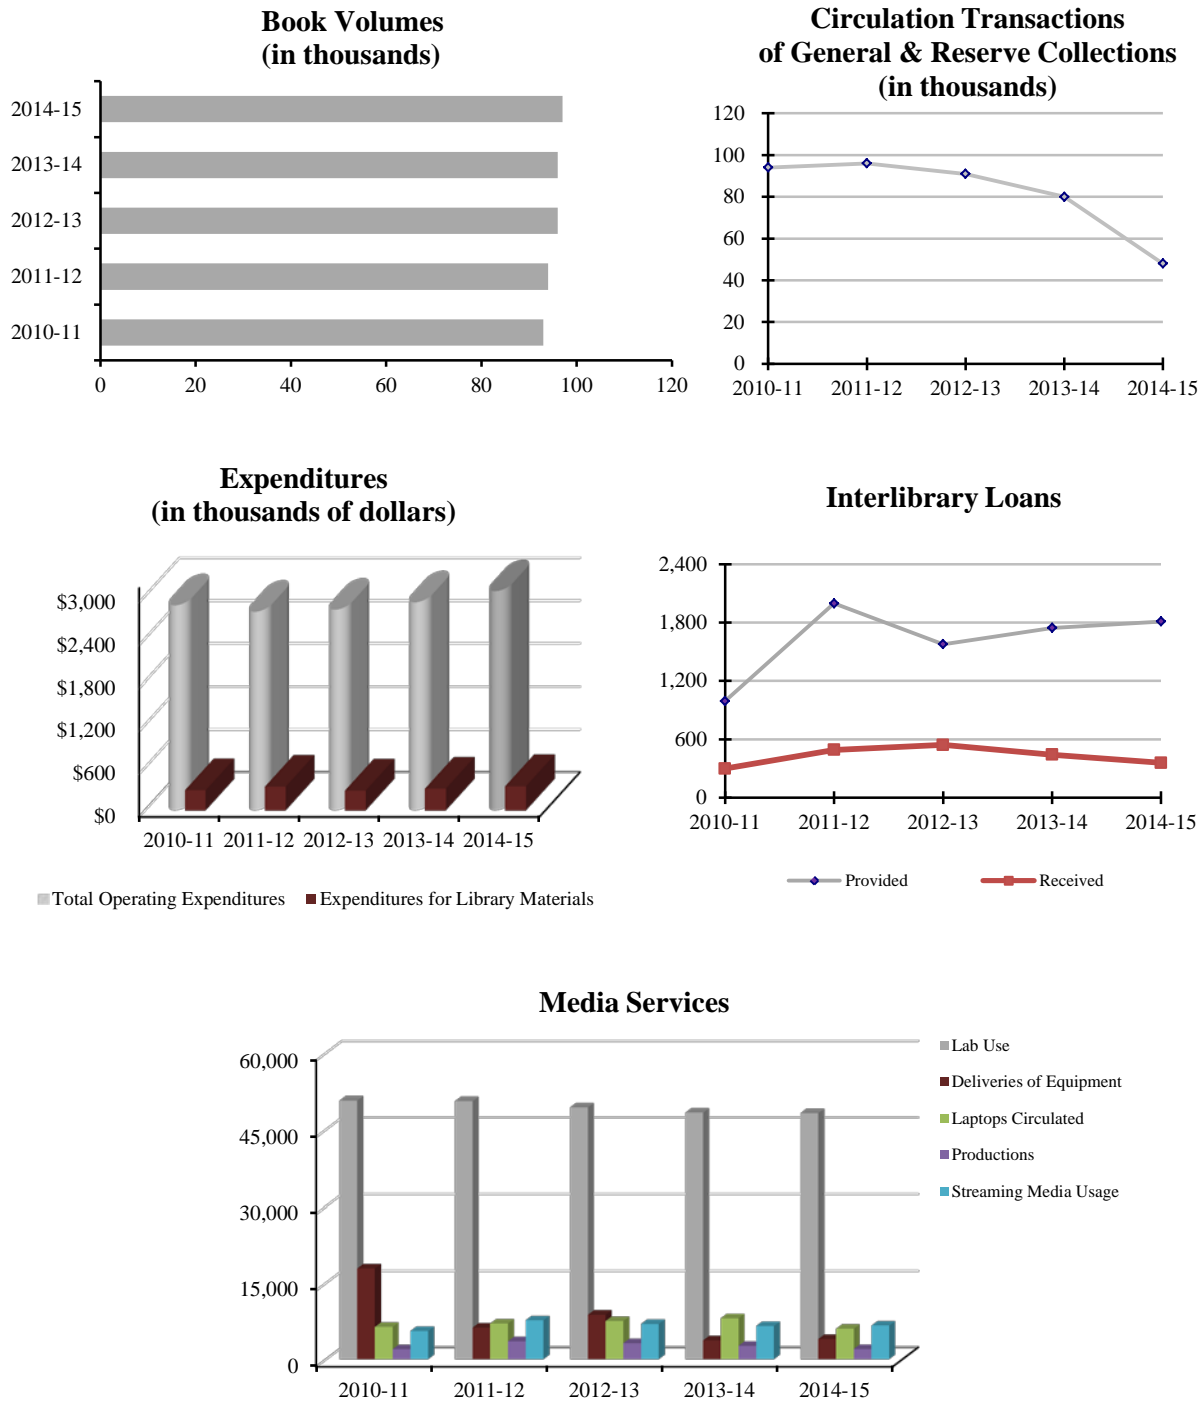 Book Volumes
(in thousands)
2014-15
2013-14
2012-13
2011-12
2010-11
0 20 40 60 80 100 120
Circulation Transactions
of General & Reserve Collections
(in thousands)
120
100
80
60
40
20
0
2010-11 2011-12 2012-13 2013-14 2014-15
Expenditures
(in thousands of dollars)
$3,000
$2,400
$1,800
$1,200
$600
$0
2010-11 2011-12 2012-13 2013-14 2014-15
Total Operating Expenditures Expenditures for Library Materials
Interlibrary Loans
2,400
1,800
1,200
600
0
2010-11 2011-12 2012-13 2013-14 2014-15
Provided Received
Media Services
60,000
45,000
30,000
15,000
0
2010-11 2011-12 2012-13 2013-14 2014-15
Lab Use
Deliveries of Equipment
Laptops Circulated
Productions
Streaming Media Usage